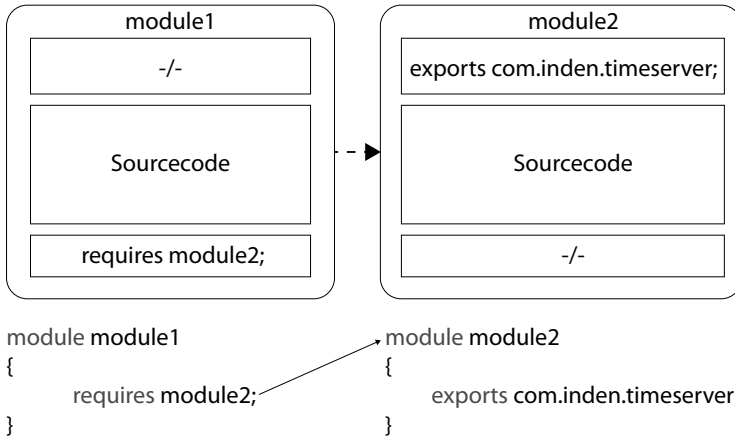 module1
-/-
Sourcecode
requires module2;
module2
exports com.inden.timeserver;
Sourcecode
-/-
module module1
{
requires module2;
}
module module2
{
exports com.inden.timeserver;
}